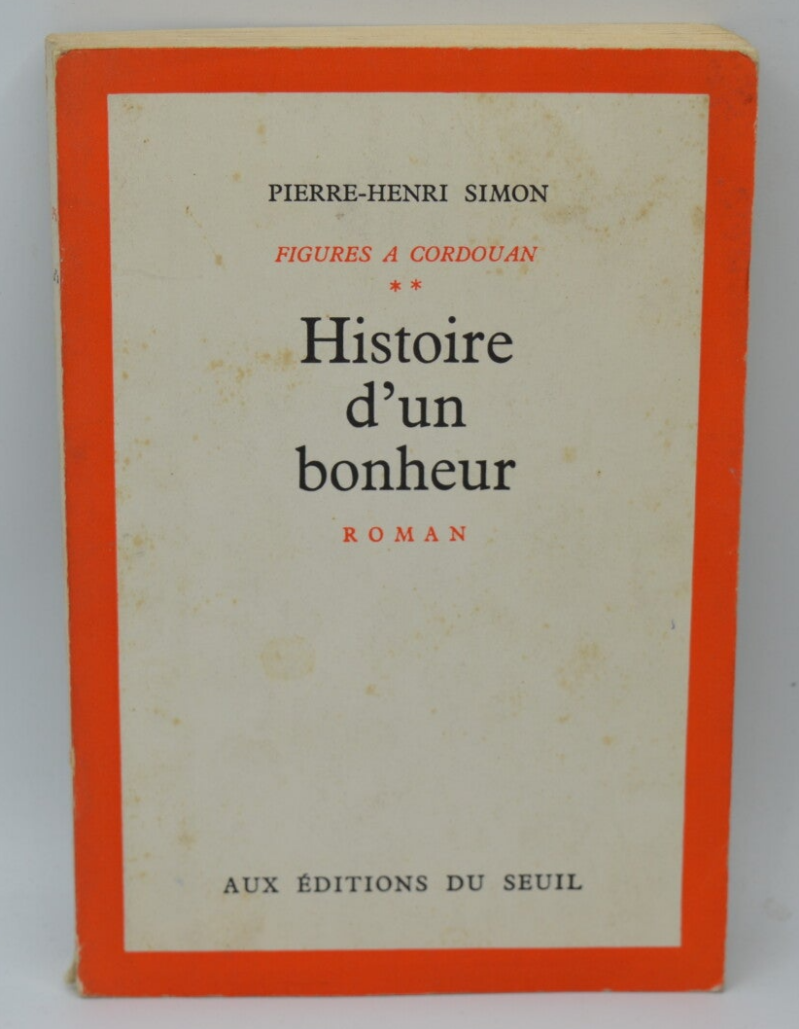 PIERRE-HENRI SIMON
FIGURES A CORDOUAN
**
Histoire
d'un
bonheur
ROMAN
AUX ÉDITIONS DU SEUIL